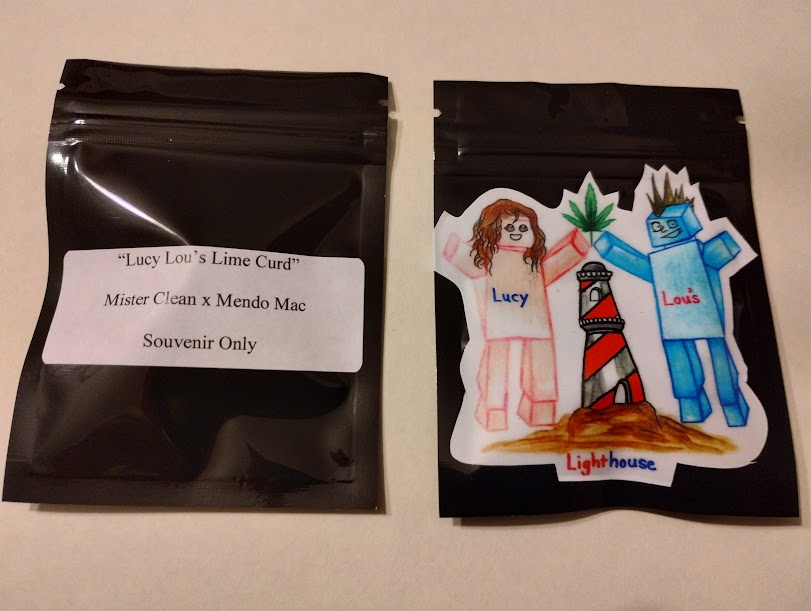 “Lucy Lou’s Lime Curd”
Mister Clean x Mendo Mac
Souvenir Only
Lucy
Lou's
Lighthouse